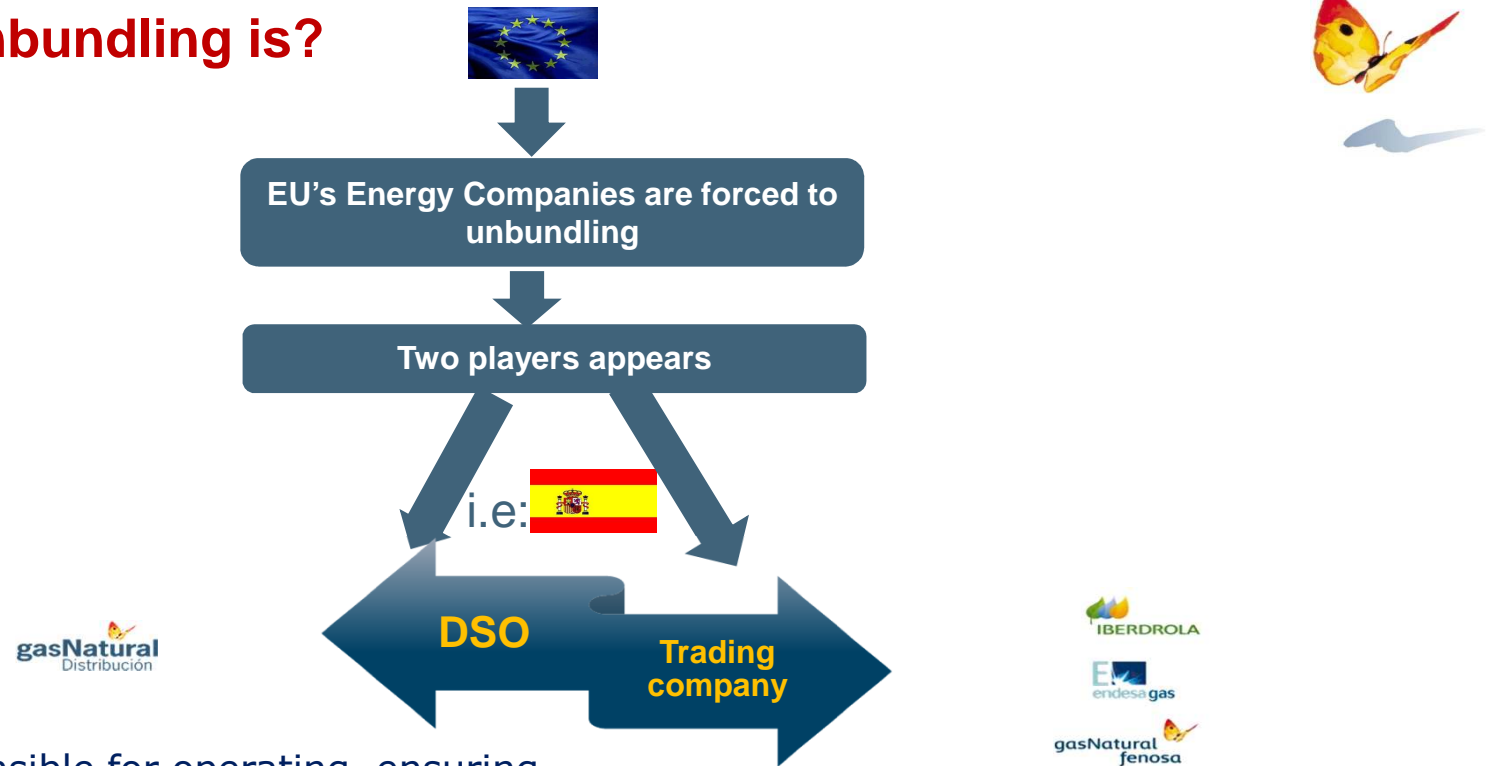 nbundling is?
EU’s Energy Companies are forced to
unbundling
Two players appears
i.e:
DSO
Trading
company
gasNatural
Distribución
IBERDROLA
endesa gas
gasNatural
fenosa
for operating, ensuring